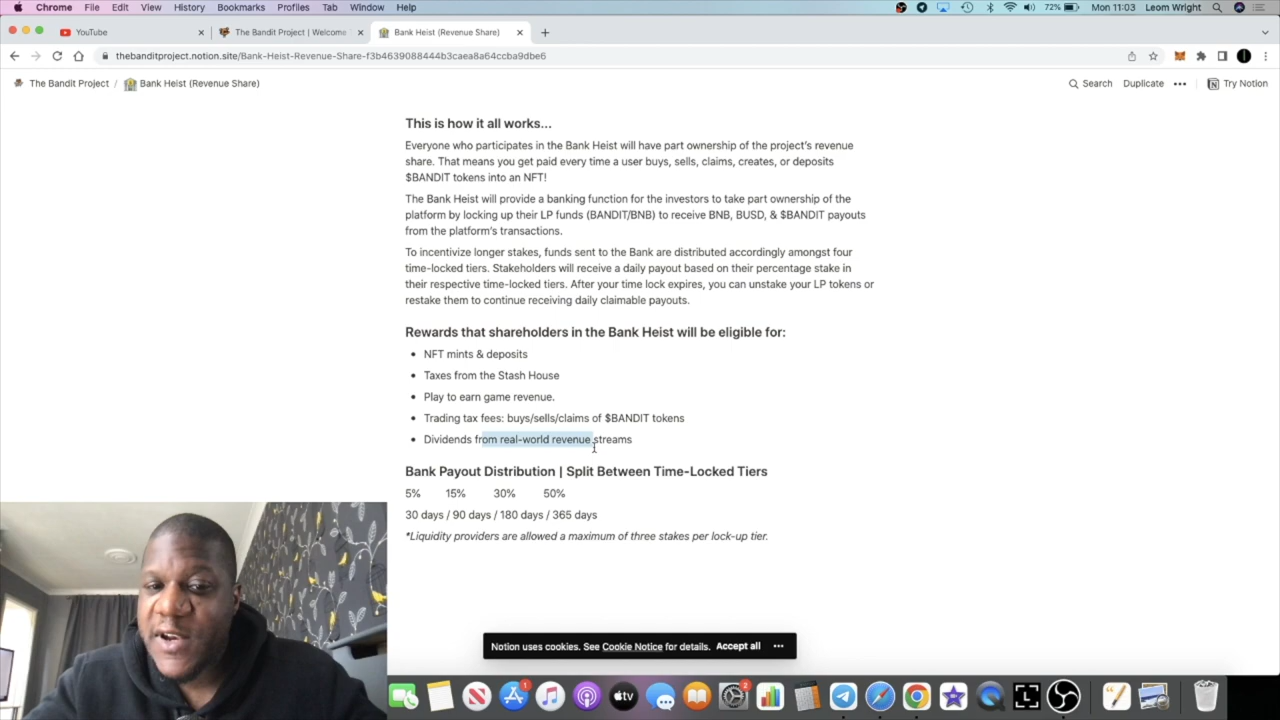 Chrome File Edit View History Bookmarks Profiles Tab Window Help 72% Mon 11:03 Leom Wright
YouTube The Bandit Project | Welcome Bank Heist (Revenue Share)
thebanditproject.notion.site/Bank-Heist-Revenue-Share-f3b4639088444b3caea8a64ccba9dbe6
The Bandit Project / Bank Heist (Revenue Share) Search Duplicate Try Notion
This is how it all works...
Everyone who participates in the Bank Heist will have part ownership of the project's revenue
share. That means you get paid every time a user buys, sells, claims, creates, or deposits
$BANDIT tokens into an NFT!
The Bank Heist will provide a banking function for the investors to take part ownership of the
platform by locking up their LP funds (BANDIT/BNB) to receive BNB, BUSD, & $BANDIT payouts
from the platform's transactions.
To incentivize longer stakes, funds sent to the Bank are distributed accordingly amongst four
time-locked tiers. Stakeholders will receive a daily payout based on their percentage stake in
their respective time-locked tiers. After your time lock expires, you can unstake your LP tokens or
restake them to continue receiving daily claimable payouts.
Rewards that shareholders in the Bank Heist will be eligible for:
• NFT mints & deposits
• Taxes from the Stash House
• Play to earn game revenue.
• Trading tax fees: buys/sells/claims of $BANDIT tokens
• Dividends from real-world revenue streams
Bank Payout Distribution | Split Between Time-Locked Tiers
5% 15% 30% 50%
30 days / 90 days / 180 days / 365 days
*Liquidity providers are allowed a maximum of three stakes per lock-up tier.
Notion uses cookies. See Cookie Notice for details. Accept all
1
tv
2
L